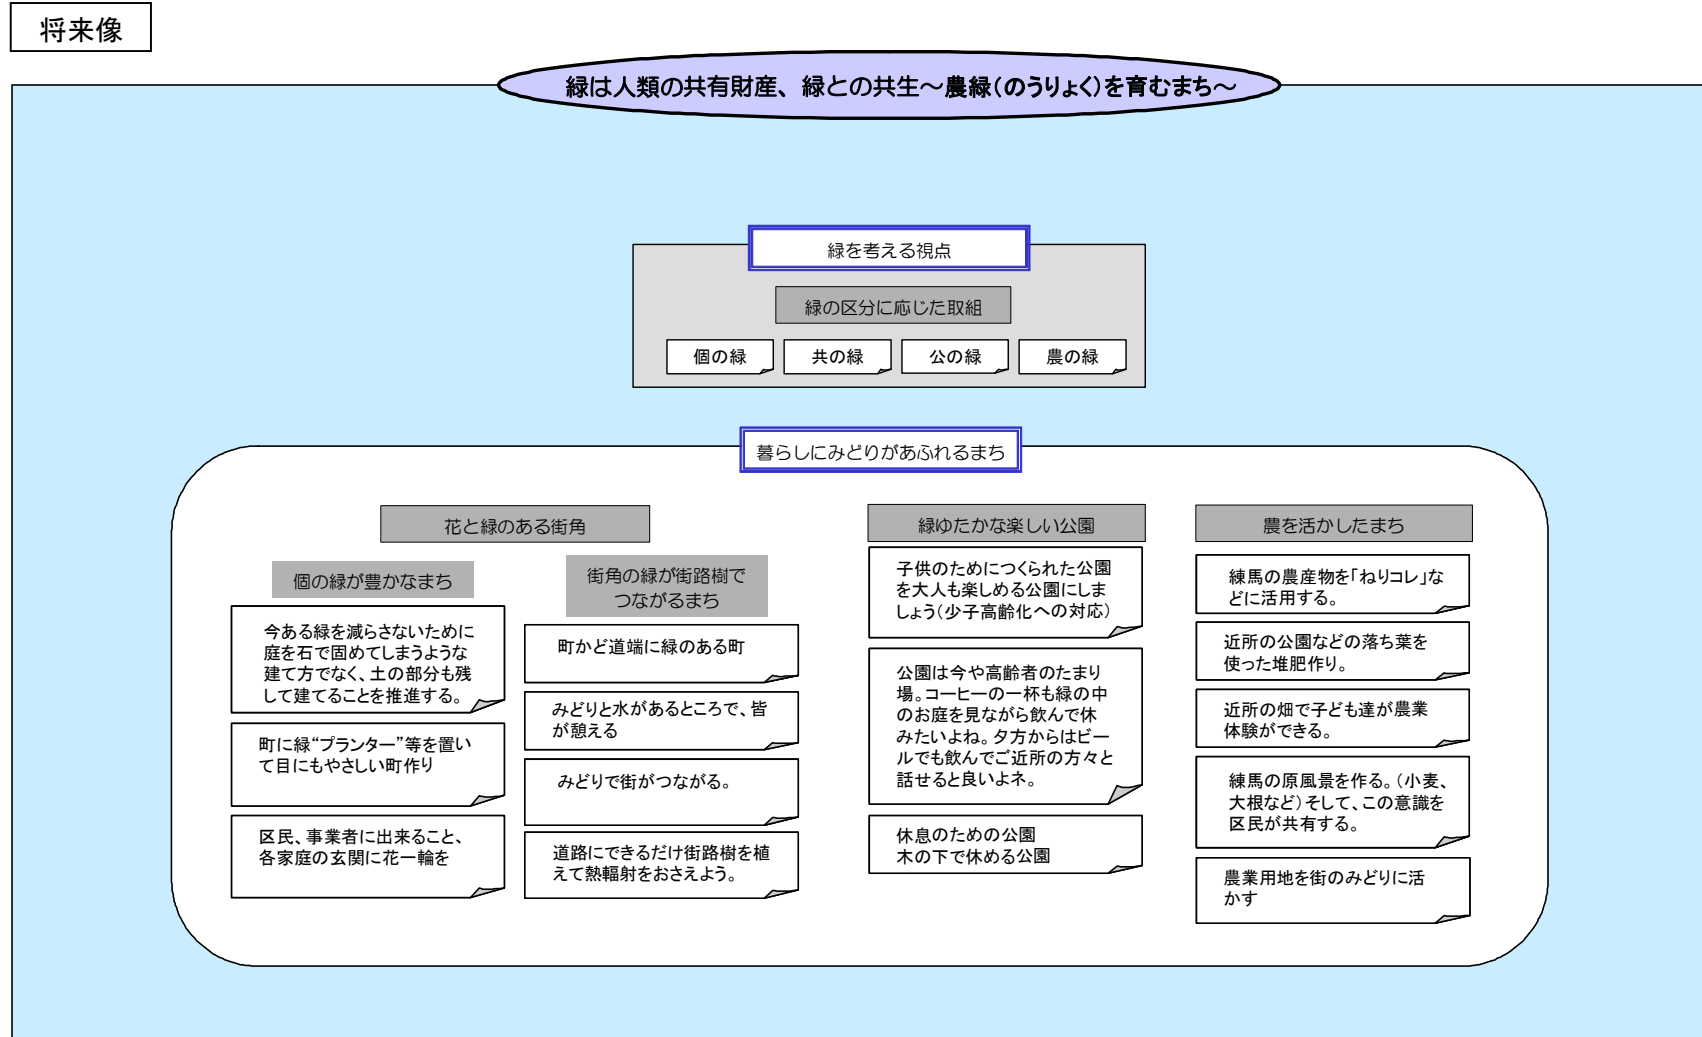 将来像
緑は人類の共有財産、緑との共生～農緑（のうりょく）を育むまち～
緑を考える視点
緑の区分に応じた取組
個の緑
共の緑
公の緑
農の緑
暮らしにみどりがあふれるまち
花と緑のある街角
個の緑が豊かなまち
今ある緑を減らさないために
庭を石で固めてしまうような
建て方でなく、土の部分も残
して建てることを推進する。
町に緑“プランター”等を置い
て目にもやさしい町作り
区民、事業者に出来ること、
各家庭の玄関に花一輪を
街角の緑が街路樹で
つながるまち
町かど道端に緑のある町
みどりと水があるところで、皆
が憩える
みどりで街がつながる。
道路にできるだけ街路樹を植
えて熱輻射をおさえよう。
緑ゆたかな楽しい公園
子供のためにつくられた公園
を大人も楽しめる公園にしま
しょう（少子高齢化への対応）
公園は今や高齢者のたまり
場。コーヒーの一杯も緑の中
のお庭を見ながら飲んで休
みたいよね。夕方からはビー
ルでも飲んでご近所の方々と
話せると良いよネ。
休息のための公園
木の下で休める公園
農を活かしたまち
練馬の農産物を「ねりコレ」な
どに活用する。
近所の公園などの落ち葉を
使った堆肥作り。
近所の畑で子ども達が農業
体験ができる。
練馬の原風景を作る。（小麦、
大根など）そして、この意識を
区民が共有する。
農業用地を街のみどりに活
かす